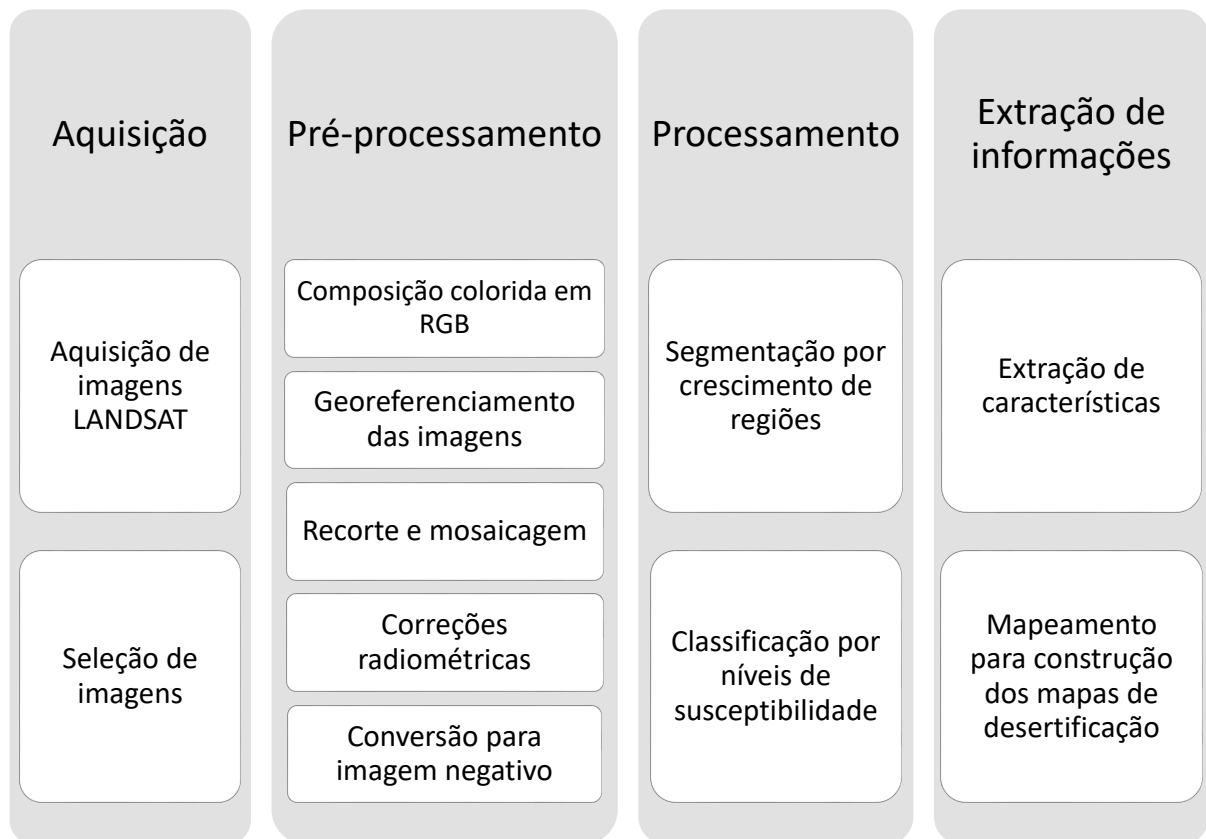 Aquisição
Aquisição de
imagens
LANDSAT
Seleção de
imagens
Pré-processamento
Composição colorida em
RGB
Georeferenciamento
das imagens
Recorte e mosaicagem
Correções
radiométricas
Conversão para
imagem negativo
Processamento
Segmentação por
crescimento de
regiões
Classificação por
níveis de
susceptibilidade
Extração de
informações
Extração de
características
Mapeamento
para construção
dos mapas de
desertificação